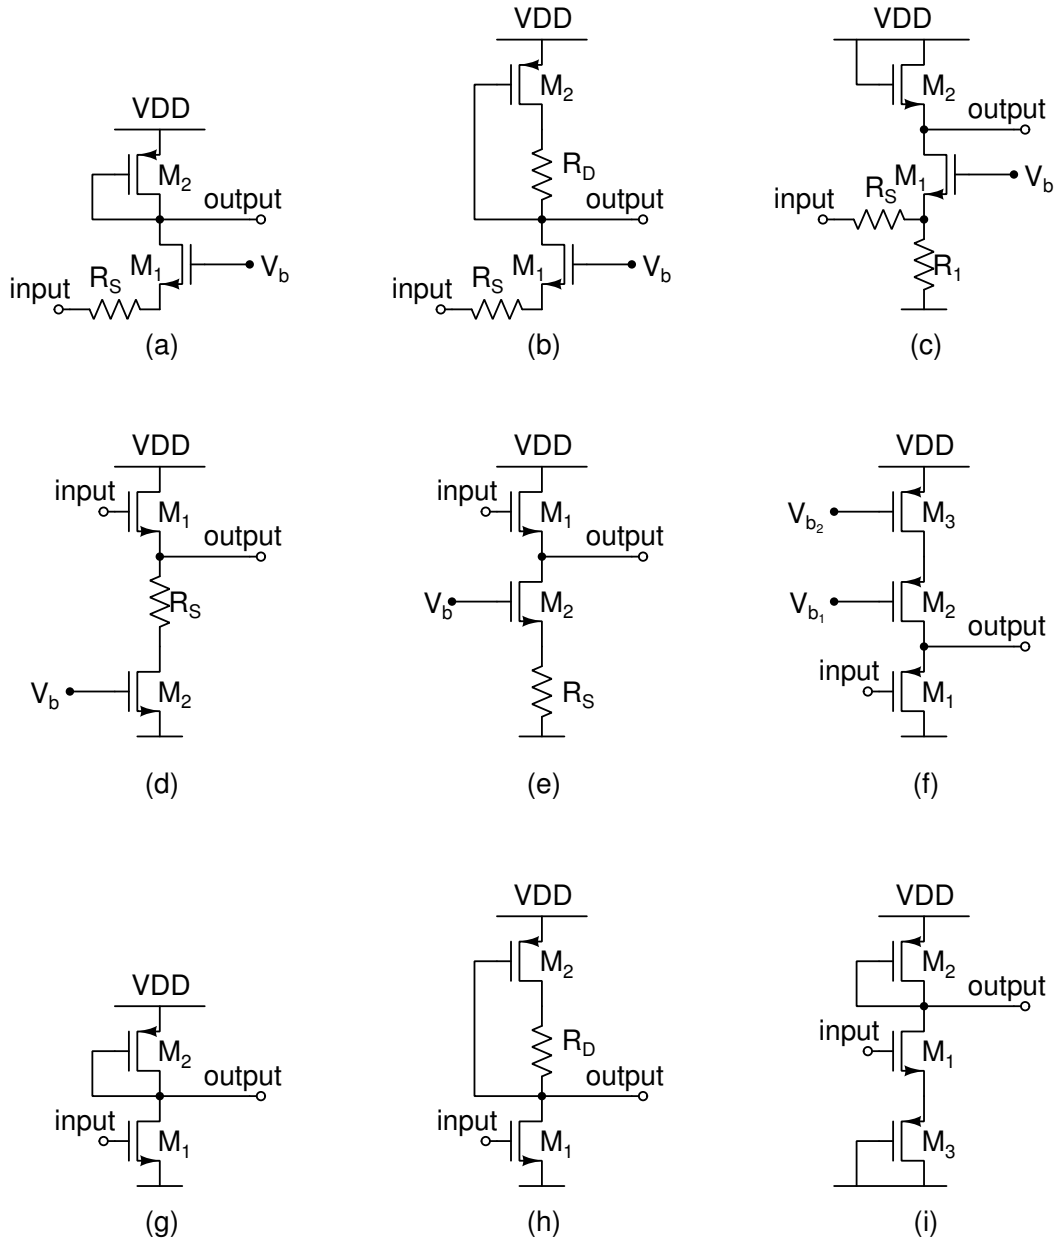 VDD
M2
output
M1
RS
Vb
input
(a)
VDD
M2
RD
output
M1
RS
Vb
input
(b)
VDD
M2
output
M1
RS
Vb
input
R1
(c)
VDD
input
M1
output
RS
Vb
M2
(d)
VDD
input
M1
output
Vb
M2
RS
(e)
VDD
Vb2
M3
Vb1
M2
output
input
M1
(f)
VDD
M2
output
input
M1
(g)
VDD
M2
RD
output
input
M1
(h)
VDD
M2
output
input
M1
M3
(i)